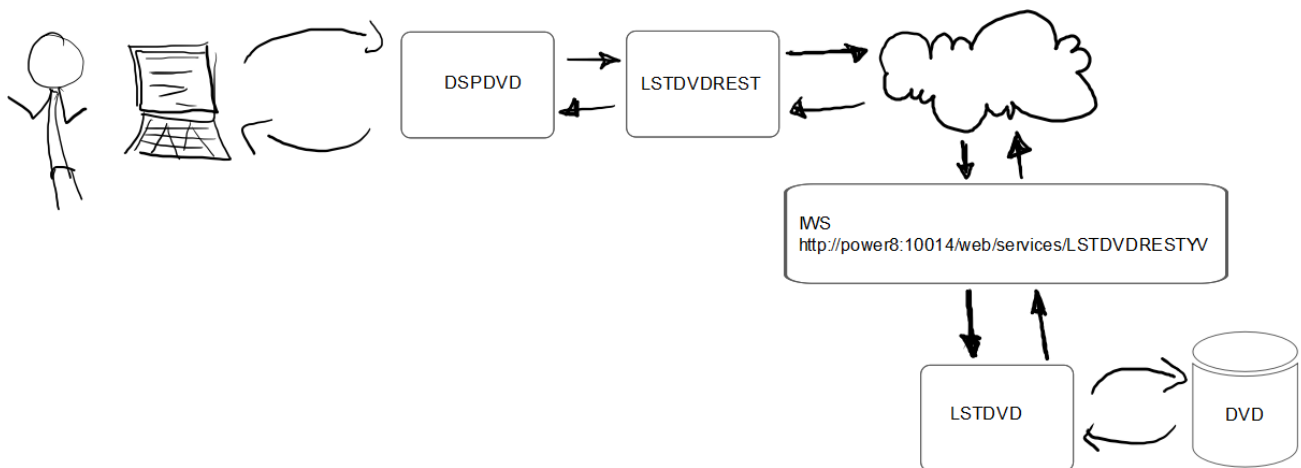 DSPDVD
LSTDVDREST
IWS
http://power8:10014/web/services/LSTDVDRESTYV
LSTDVD
DVD